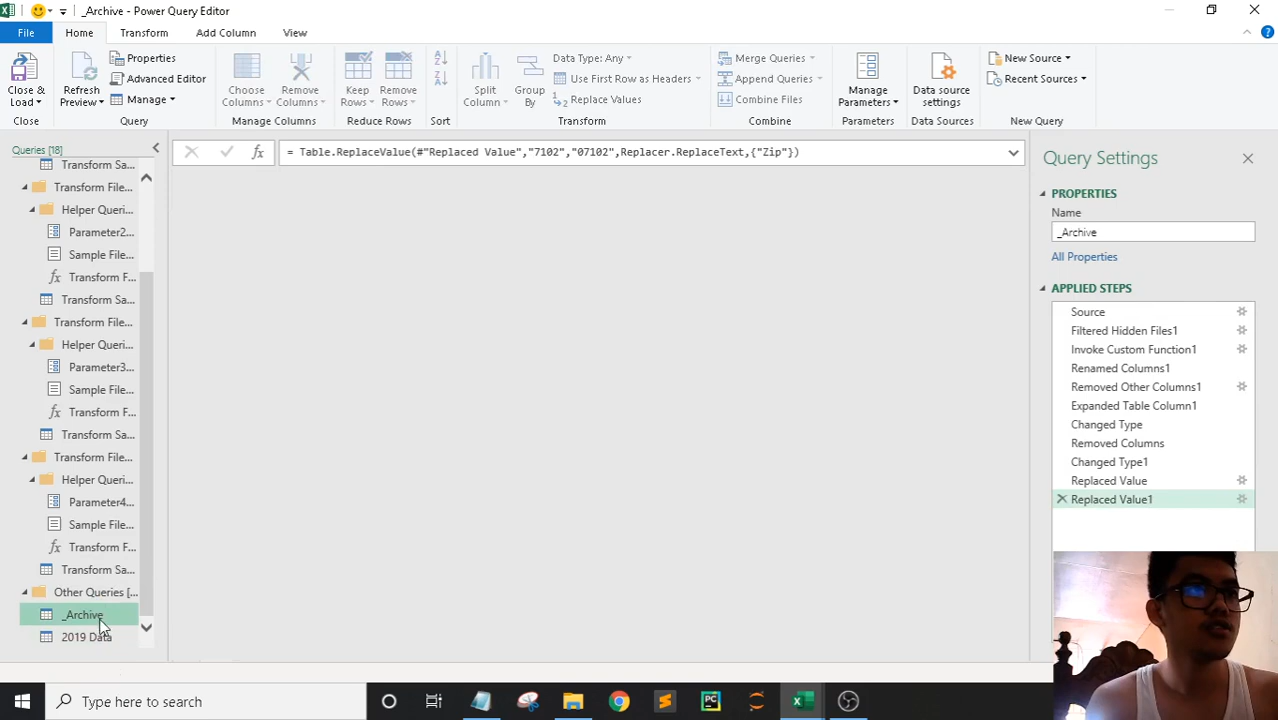 _Archive - Power Query Editor
File Home Transform Add Column View
Close & Load
Close
Refresh Preview
Properties
Advanced Editor
Manage
Query
Choose Columns
Remove Columns
Manage Columns
Keep Rows
Remove Rows
Reduce Rows
Sort
Split Column
Group By
Data Type: Any
Use First Row as Headers
Replace Values
Transform
Merge Queries
Append Queries
Combine Files
Combine
Manage Parameters
Parameters
Data source settings
Data Sources
New Source
Recent Sources
New Query
Queries [18]
Transform Sa...
Transform File...
Helper Queri...
Parameter2...
Sample File...
fx Transform F...
Transform Sa...
Transform File...
Helper Queri...
Parameter3...
Sample File...
fx Transform F...
Transform Sa...
Transform File...
Helper Queri...
Parameter4...
Sample File...
fx Transform F...
Transform Sa...
Other Queries [...
_Archive
2019 Data
fx = Table.ReplaceValue(#"Replaced Value","7102","07102",Replacer.ReplaceText,{"Zip"})
Query Settings
PROPERTIES
Name
_Archive
All Properties
APPLIED STEPS
Source
Filtered Hidden Files1
Invoke Custom Function1
Renamed Columns1
Removed Other Columns1
Expanded Table Column1
Changed Type
Removed Columns
Changed Type1
Replaced Value
Replaced Value1
Type here to search